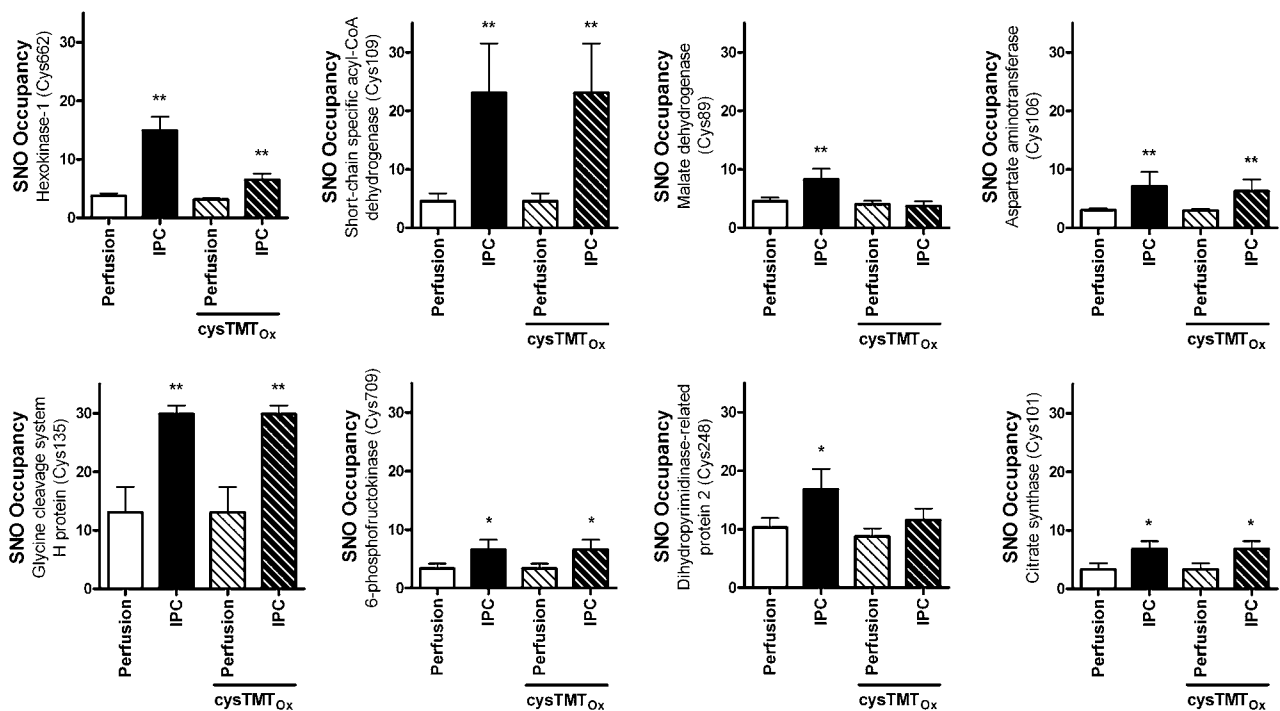 SNO Occupancy
Hexokinase- 1 (Cys662)
30
20
10
0
**
**
Perfusion
IPC
Perfusion
IPC
cysTMTOx
SNO Occupancy
Short-chain specific acyl-CoA
dehydrogenase (Cys109)
30
20
10
0
**
**
Perfusion
IPC
Perfusion
IPC
cysTMTOx
SNO Occupancy
Malate dehydrogenase
(Cys89)
30
20
10
0
**
Perfusion
IPC
Perfusion
IPC
cysTMTOx
SNO Occupancy
Aspartate aminotransferase
(Cys106)
30
20
10
0
**
**
Perfusion
IPC
Perfusion
IPC
cysTMTOx
SNO Occupancy
Glycine cleavage system
H protein (Cys135)
30
20
10
0
**
**
Perfusion
IPC
Perfusion
IPC
cysTMTOx
SNO Occupancy
6-phosphofructokinase (Cys709)
30
20
10
0
*
*
Perfusion
IPC
Perfusion
IPC
cysTMTOx
SNO Occupancy
Dihydropyrimidinase-related
protein 2 (Cys248)
30
20
10
0
*
Perfusion
IPC
Perfusion
IPC
cysTMTOx
SNO Occupancy
Citrate synthase (Cys101)
30
20
10
0
*
*
Perfusion
IPC
Perfusion
IPC
cysTMTOx